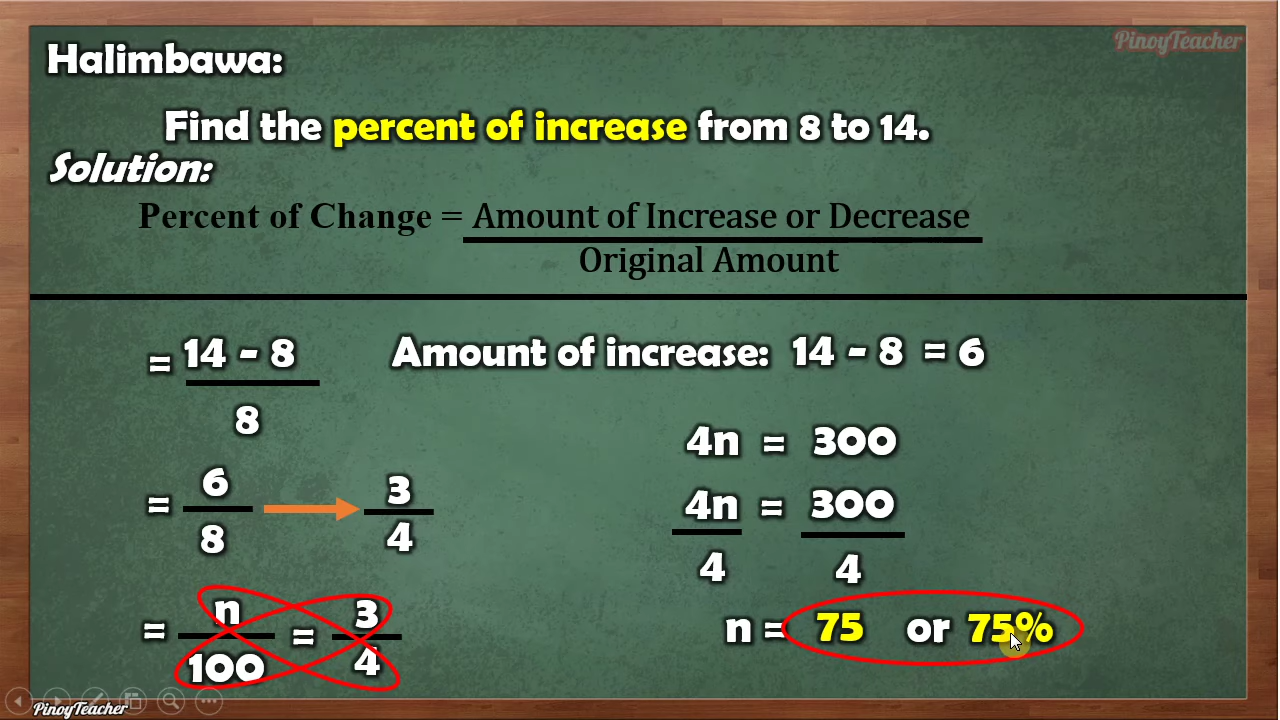 PinoyTeacher
Halimbawa:
Find the percent of increase from 8 to 14.
Solution:
Percent of Change = Amount of Increase or Decrease
Original Amount
= 14 - 8
8
Amount of increase: 14 - 8 = 6
= 6
8
3
4
= n
100
= 3
4
4n = 300
4n = 300
4 4
n = 75 or 75%
PinoyTeacher